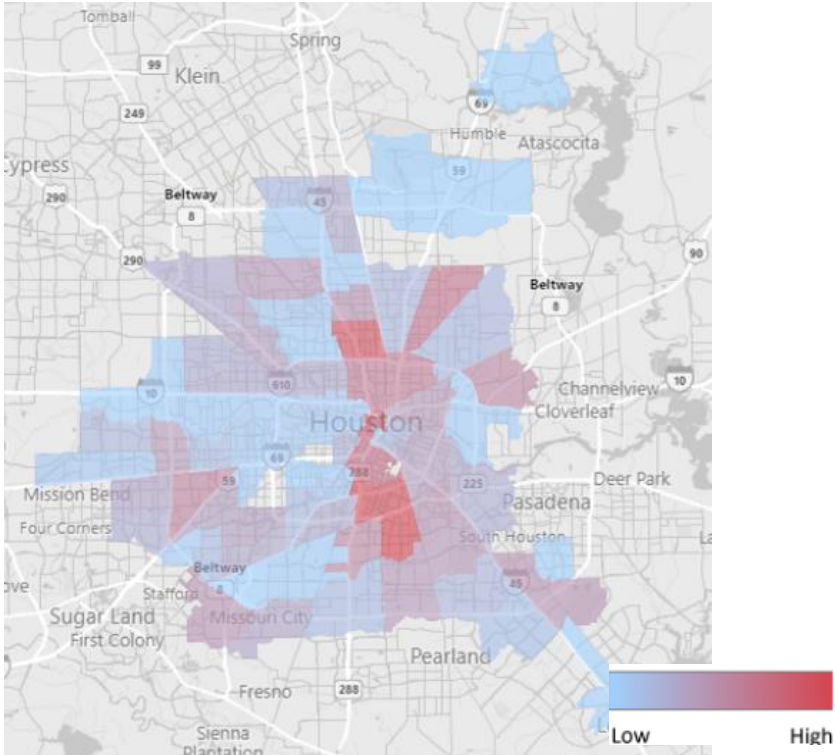 Tomball
Spring
99
Klein
249
69
Humble
Atascocita
Cypress
59
290
Beltway
8
45
290
90
Beltway
8
610
10
10
Channelview
Cloverleaf
Houston
69
288
59
225
Deer Park
Mission Bend
Pasadena
Four Corners
South Houston
Beltway
8
45
Stafford
Missouri City
Sugar Land
First Colony
Pearland
288
Fresno
Sienna
Plantation
Low
High